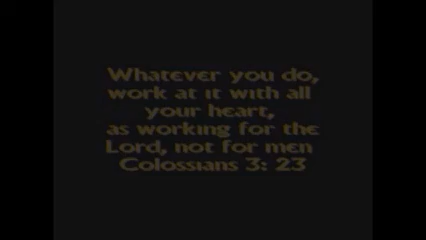 Whatever you do,
work at it with all
your heart,
as working for the
Lord, not for men
Colossians 3: 23